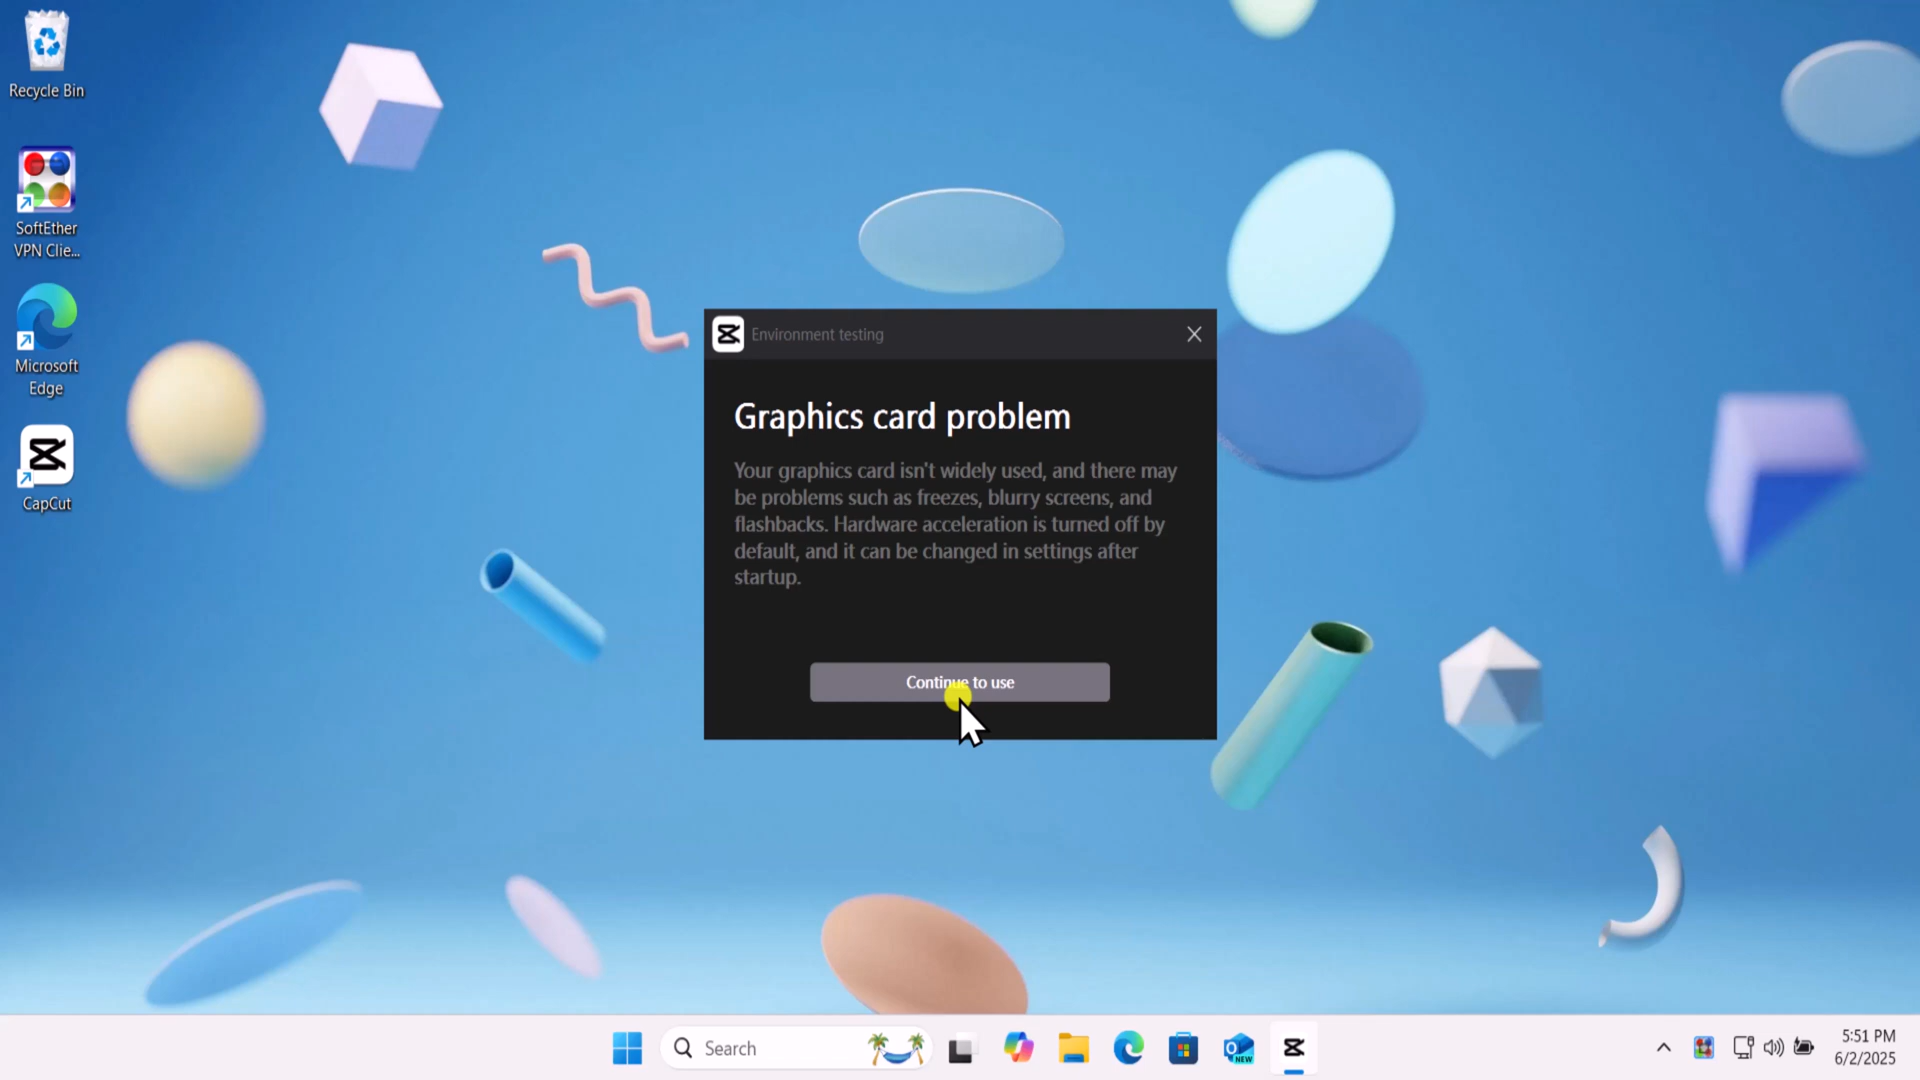 Recycle Bin
SoftEther
VPN Clie...
Microsoft
Edge
CapCut
Environment testing
Graphics card problem
Your graphics card isn't widely used, and there may
be problems such as freezes, blurry screens, and
flashbacks. Hardware acceleration is turned off by
default, and it can be changed in settings after
startup.
Continue to use
Search
NEW
5:51 PM
6/2/2025